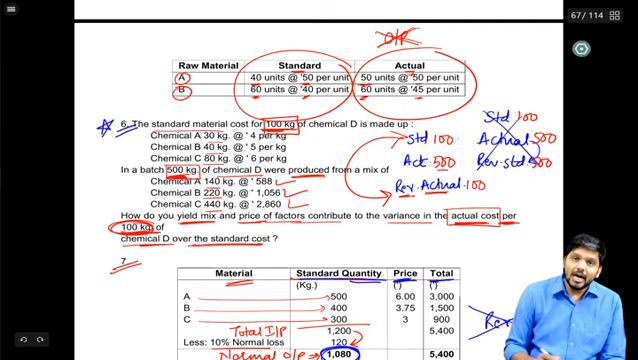 67 / 114
O/P
Raw Material Standard Actual
A 40 units @ '50 per unit 50 units @ '50 per unit
B 60 units @ '40 per unit 60 units @ '45 per unit
6. The standard material cost for 100 kg of chemical D is made up :
Chemical A 30 kg. @ ' 4 per kg
Chemical B 40 kg. @ ' 5 per kg
Chemical C 80 kg. @ ' 6 per kg
In a batch 500 kg. of chemical D were produced from a mix of
Chemical A 140 kg. @ ' 588
Chemical B 220 kg. @ ' 1,056
Chemical C 440 kg. @ ' 2,860
How do you yield mix and price of factors contribute to the variance in the actual cost per
100 kg of
chemical D over the standard cost ?
Std 100
Act. 500
Rev. Actual 100
Std 100
Actual 500
Rev. std. 500
7
Material Standard Quantity Price Total
(Kg.) (') (')
A 500 6.00 3,000
B 400 3.75 1,500
C 300 3 900
Total I/P 1,200 5,400
Less: 10% Normal loss 120
Normal O/P 1,080 5,400
Rev